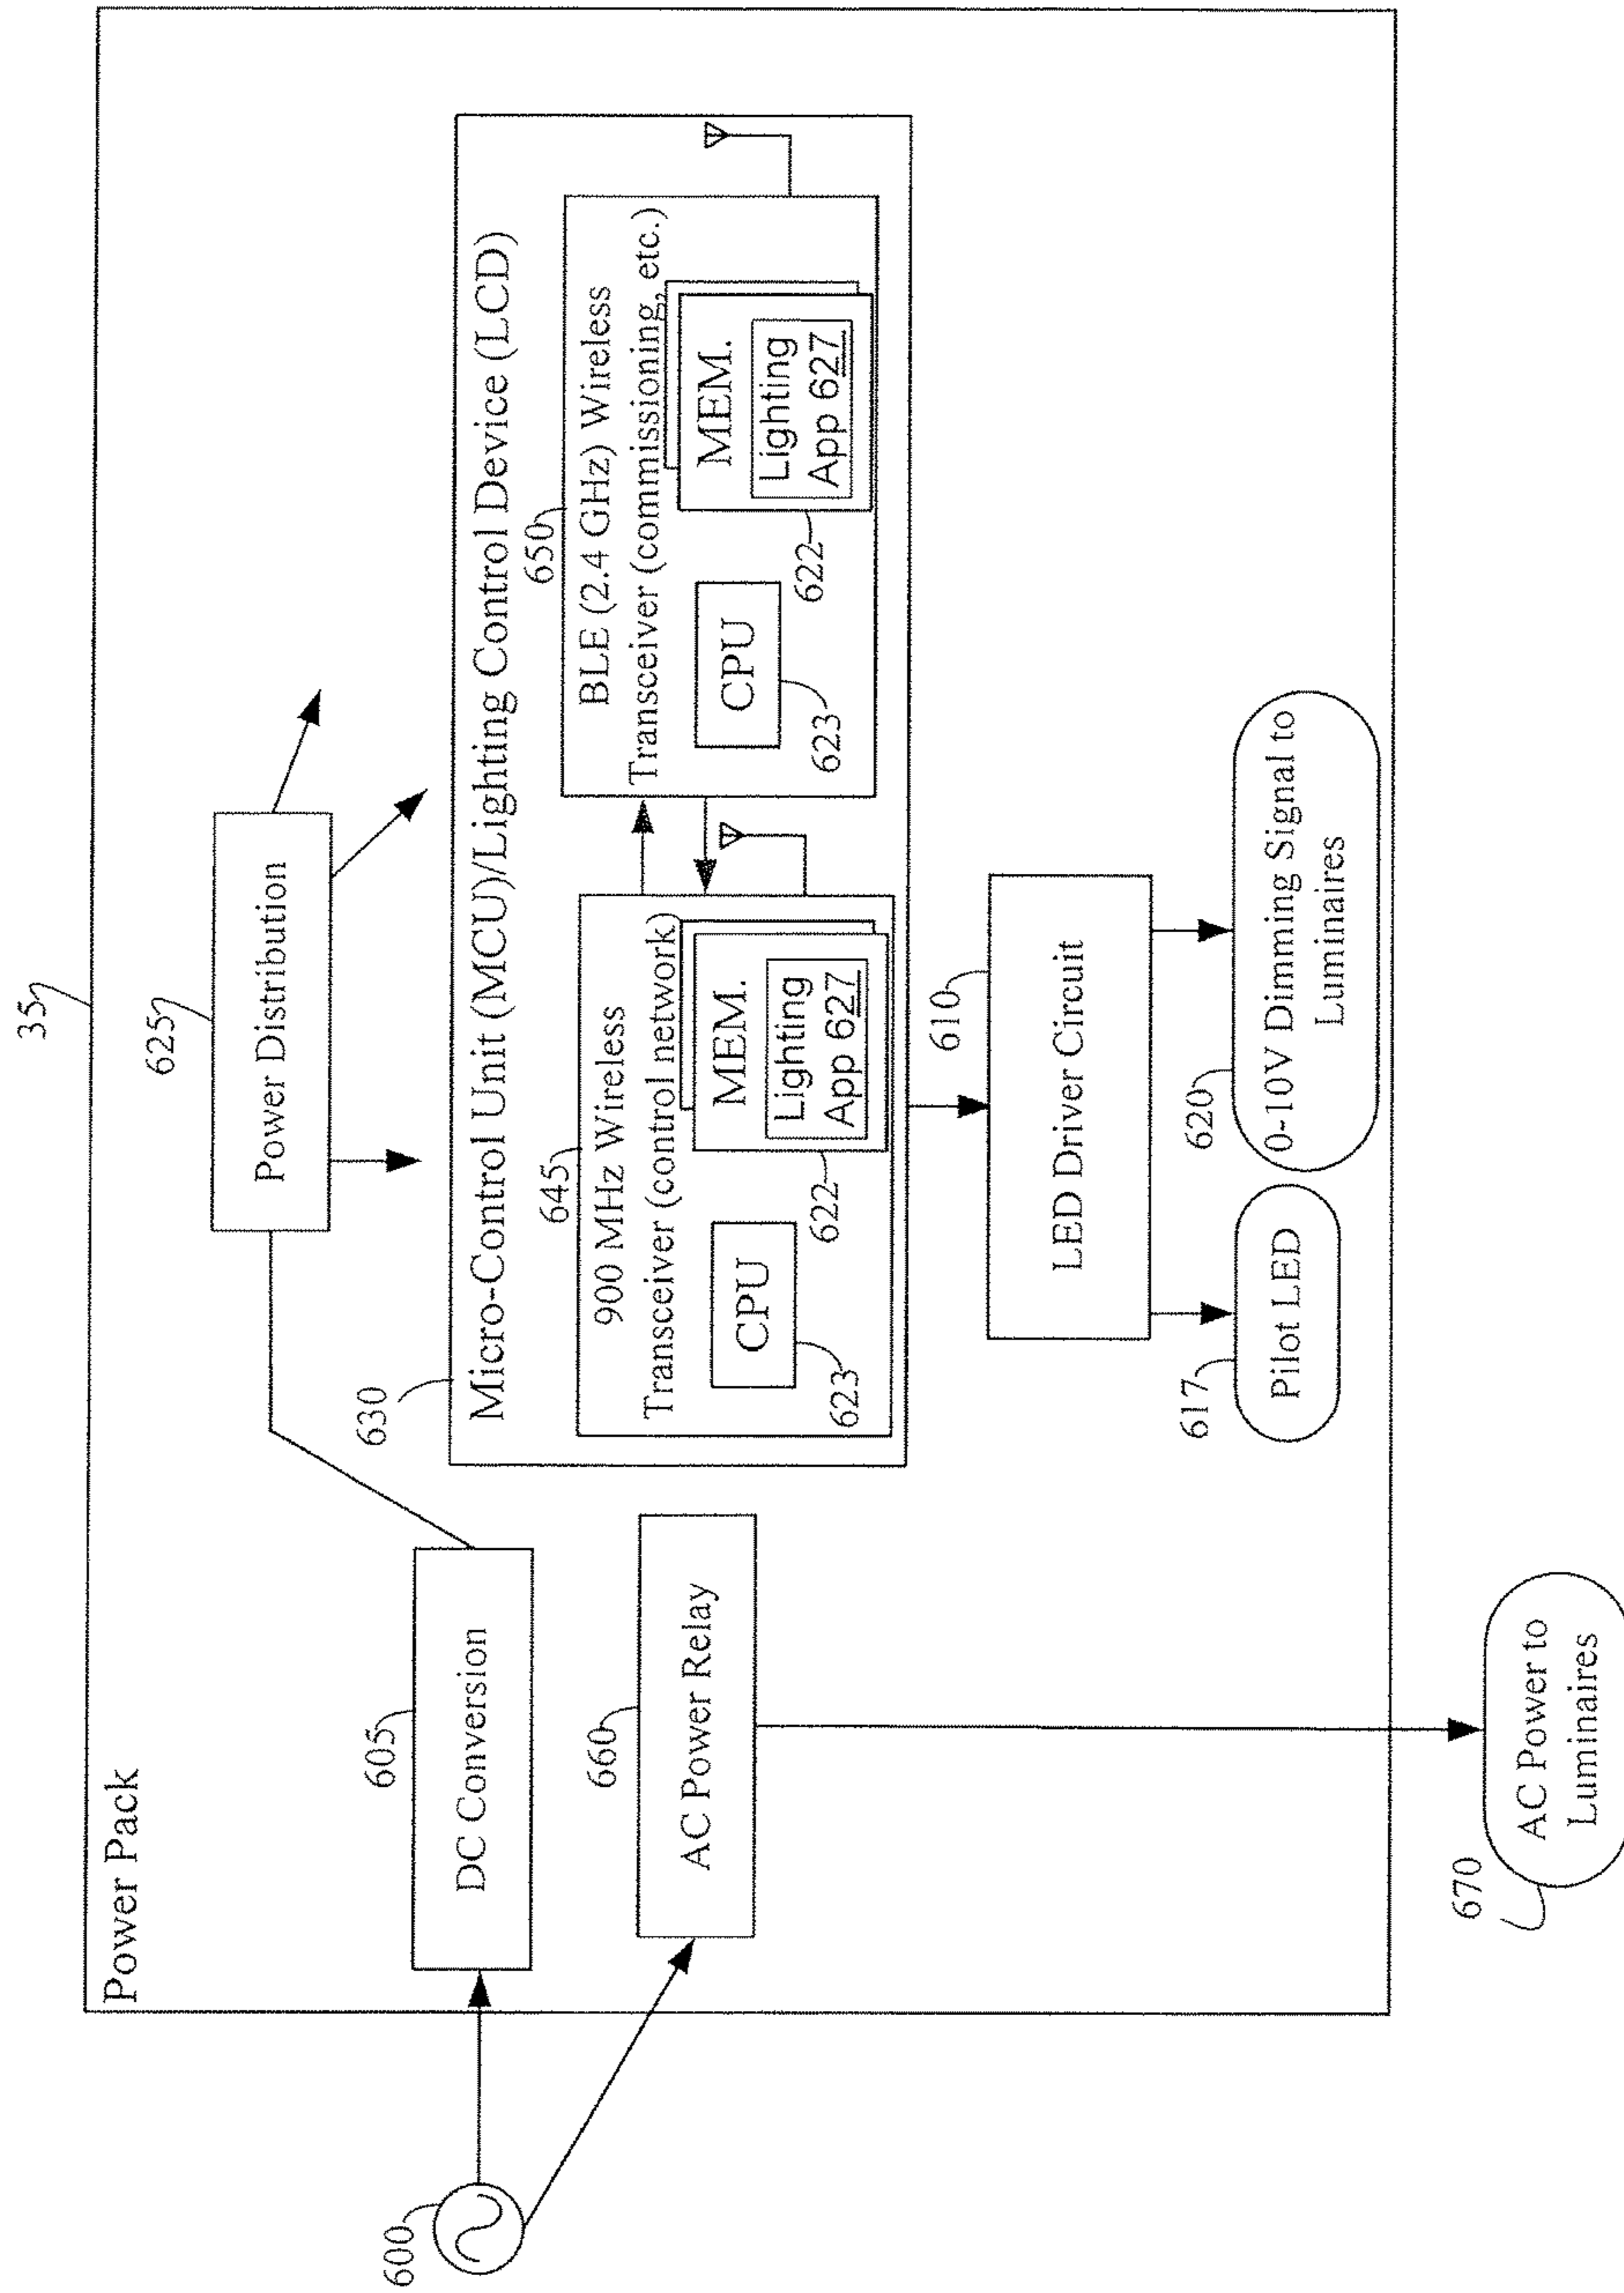 35
Power Pack
625
Power Distribution
630
Micro-Control Unit (MCU)/Lighting Control Device (LCD)
605
DC Conversion
645
900 MHz Wireless
Transceiver (control network)
CPU
623
MEM.
Lighting
App 627
622
650
BLE (2.4 GHz) Wireless
Transceiver (commissioning, etc.)
CPU
623
MEM.
Lighting
App 627
622
600
660
AC Power Relay
610
LED Driver Circuit
617
Pilot LED
620
0-10V Dimming Signal to
Luminaires
670
AC Power to
Luminaires